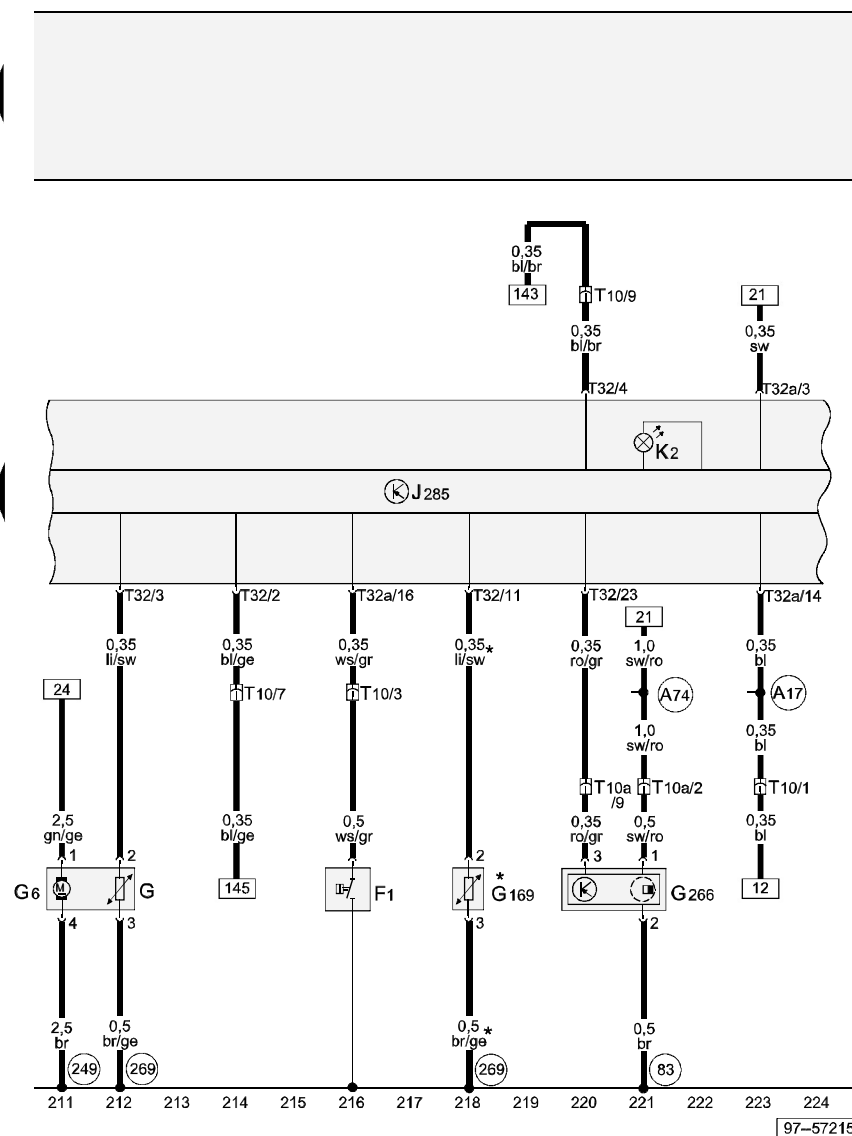 0,35
bl/br
143
T10/9
21
0,35
bl/br
0,35
sw
T32/4
T32a/3
K2
J285
T32/3
T32/2
T32a/16
T32/11
T32/23
T32a/14
21
0,35
li/sw
0,35
bl/ge
0,35
ws/gr
0,35*
li/sw
0,35
ro/gr
1,0
sw/ro
0,35
bl
24
T10/7
T10/3
A74
A17
1,0
sw/ro
0,35
bl
T10a
/9
T10a/2
T10/1
2,5
gn/ge
0,35
bl/ge
0,5
ws/gr
0,35
ro/gr
0,5
sw/ro
0,35
bl
1
2
2
3
1
G6
M
G
145
F1
*
G169
G266
12
4
3
3
2
2,5
br
0,5
br/ge
0,5
br/ge*
0,5
br
249
269
269
83
211 212 213 214 215 216 217 218 219 220 221 222 223 224
97–57215